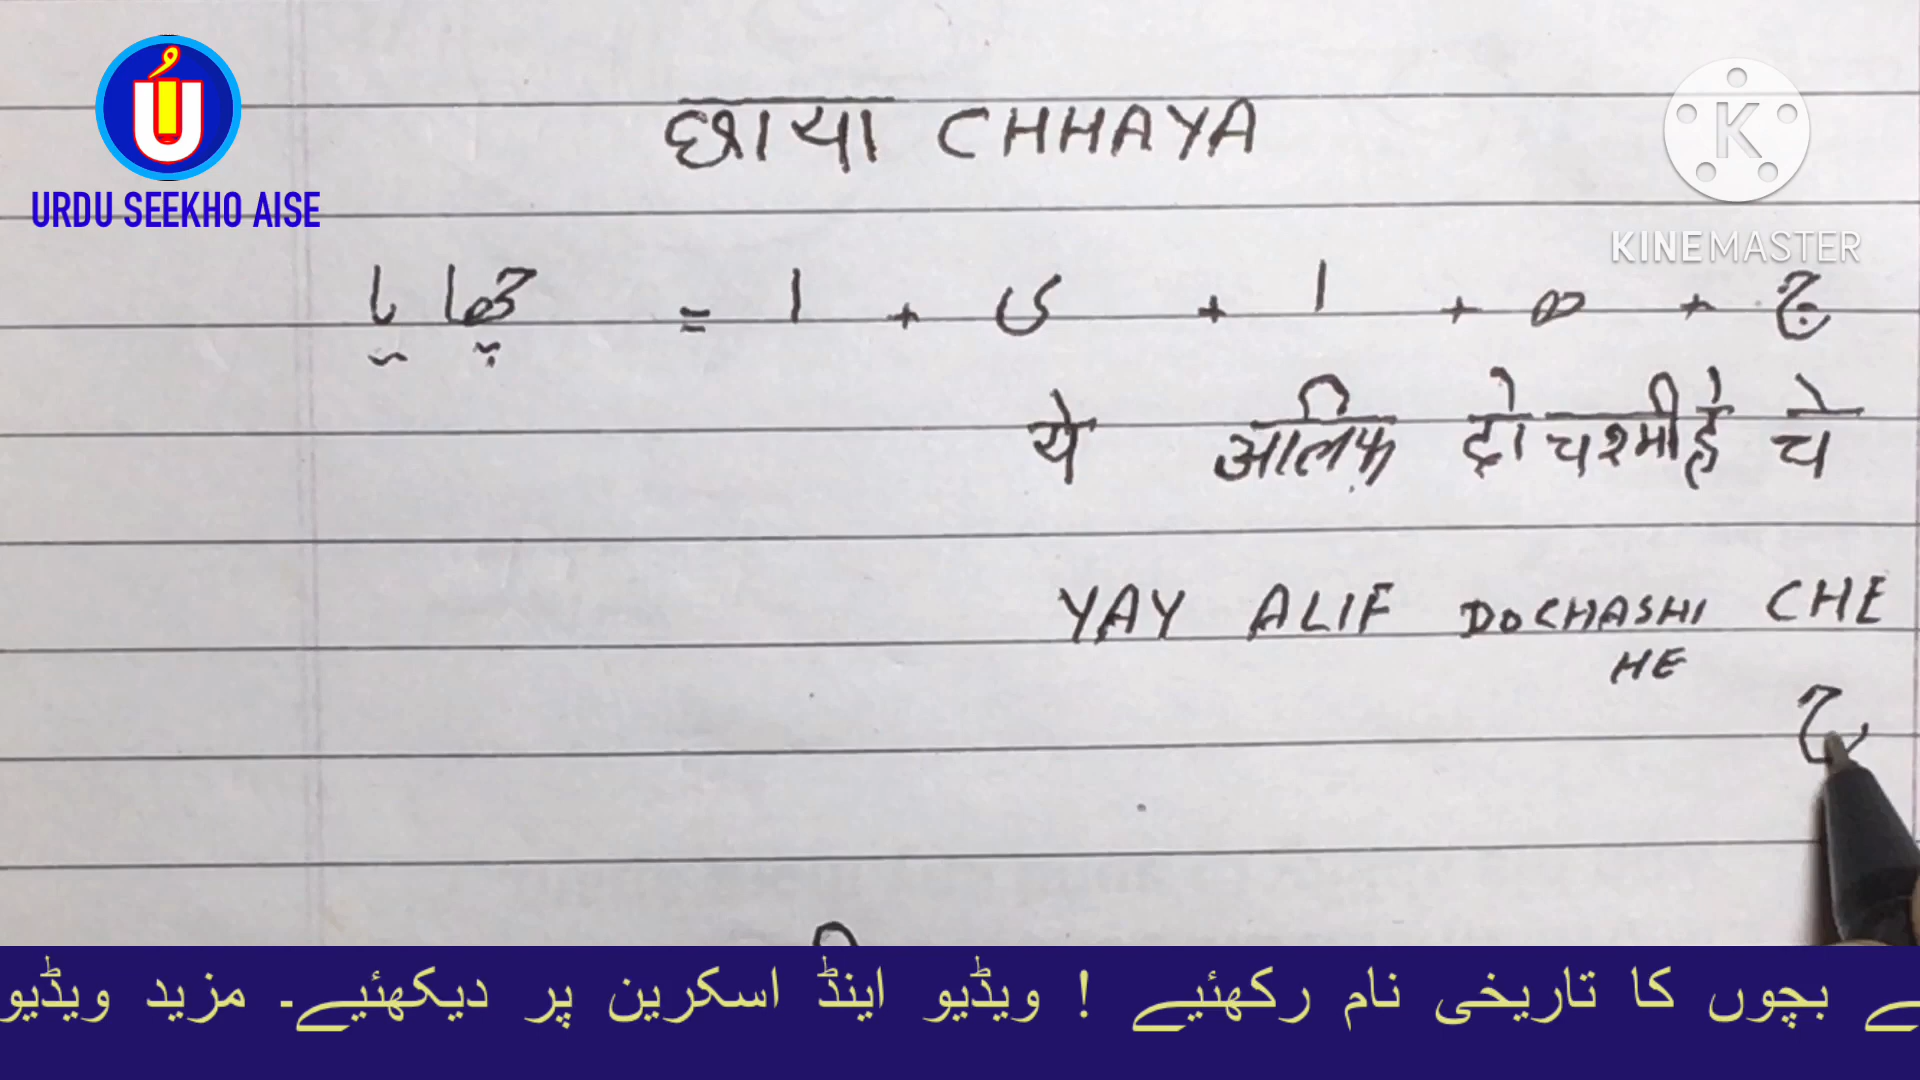 छाया CHHAYA
چ + ھ + ا + ی + ا = چھایا
ये अलिफ़ दो चश्मी हे चे
YAY ALIF DOCHASHI CHE
HE
ح
URDU SEEKHO AISE
KINEMASTER
ے بچوں کا تاریخی نام رکھئیے ! ویڈیو اینڈ اسکرین پر دیکھئیے۔ مزید ویڈیو